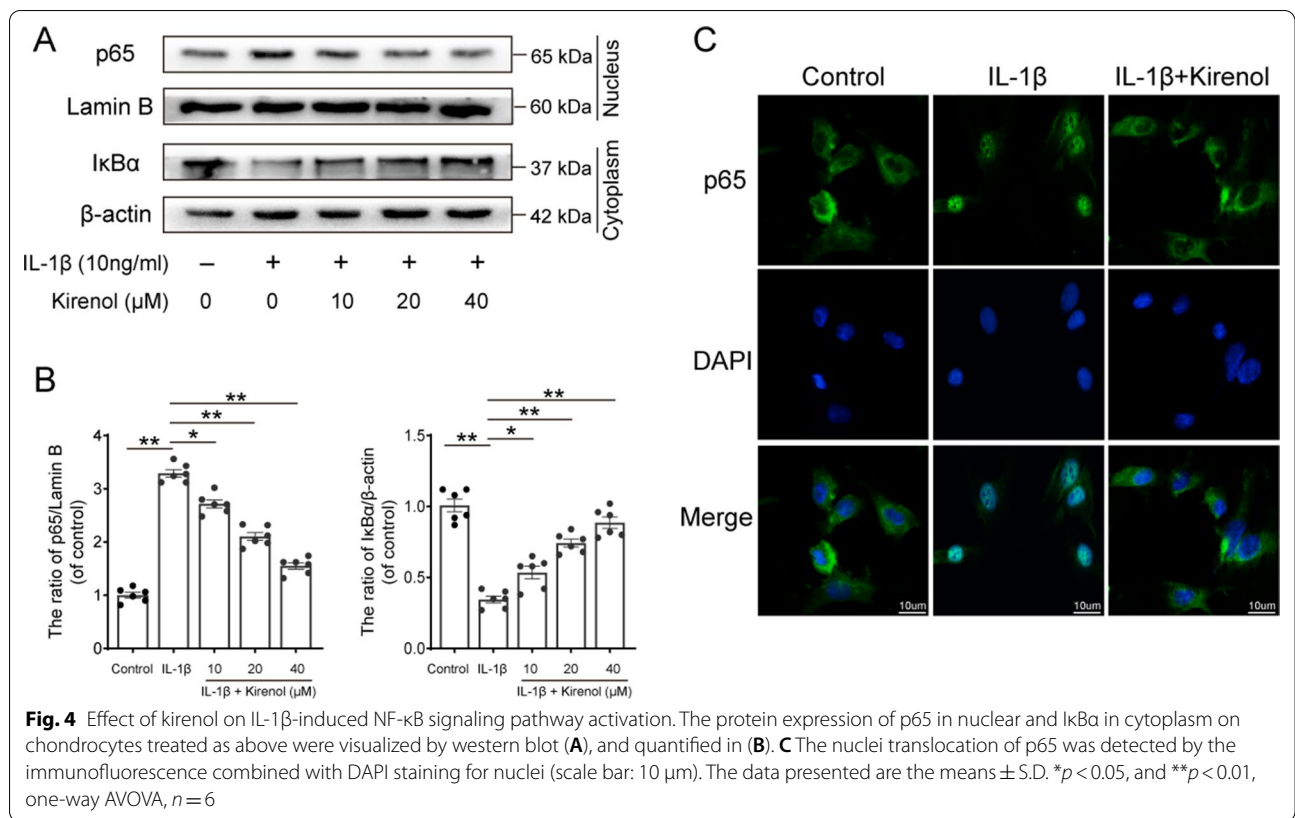 A
p65
65 kDa
Lamin B
60 kDa
Nucleus
IκBα
37 kDa
β-actin
42 kDa
Cytoplasm
IL-1β (10ng/ml) – + + + +
Kirenol (µM) 0 0 10 20 40
B
The ratio of p65/Lamin B
(of control)
4
3
2
1
0
** * ** **
Control IL-1β 10 20 40
IL-1β + Kirenol (µM)
The ratio of IκBα/β-actin
(of control)
1.5
1.0
0.5
0.0
** * ** **
Control IL-1β 10 20 40
IL-1β + Kirenol (µM)
C
Control IL-1β IL-1β+Kirenol
p65
DAPI
Merge
10um 10um 10um
Fig. 4 Effect of kirenol on IL-1β-induced NF-κB signaling pathway activation. The protein expression of p65 in nuclear and IκBα in cytoplasm on
chondrocytes treated as above were visualized by western blot (A), and quantified in (B). C The nuclei translocation of p65 was detected by the
immunofluorescence combined with DAPI staining for nuclei (scale bar: 10 μm). The data presented are the means ± S.D. *p < 0.05, and **p < 0.01,
one-way AVOVA, n = 6